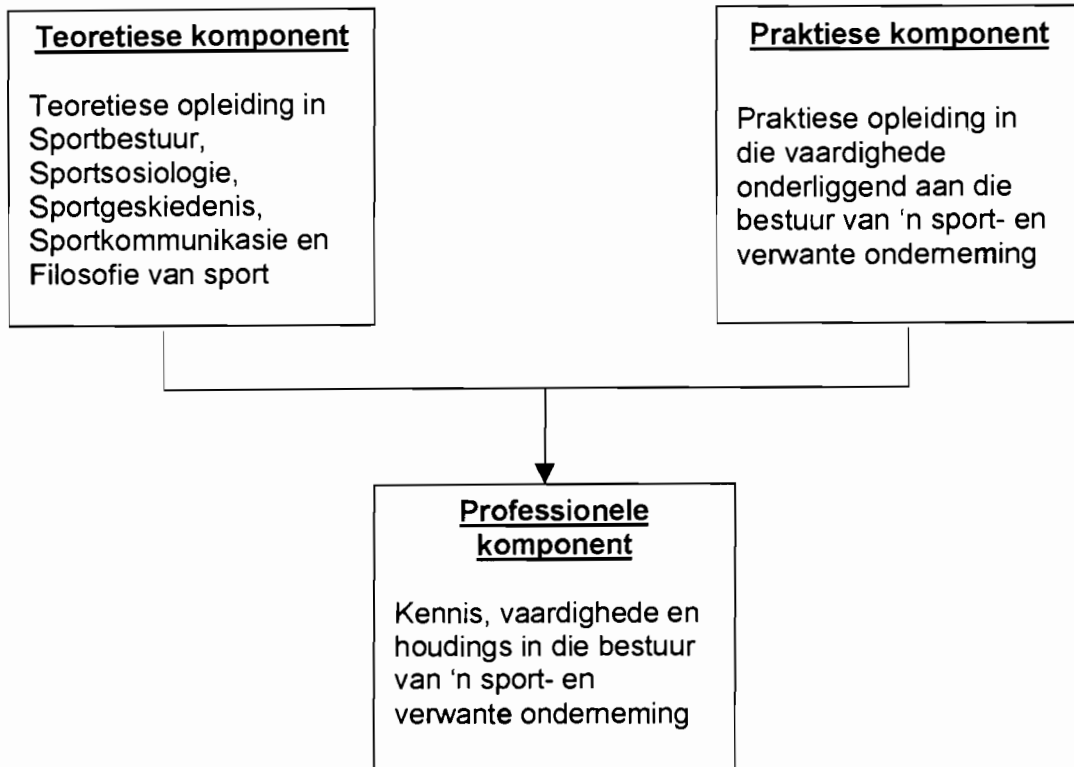 Teoretiese komponent
Teoretiese opleiding in
Sportbestuur,
Sportsosiologie,
Sportgeskiedenis,
Sportkommunikasie en
Filosofie van sport
Praktiese komponent
Praktiese opleiding in
die vaardighede
onderliggend aan die
bestuur van ‘n sport- en
verwante onderneming
Professionele
komponent
Kennis, vaardighede en
houdings in die bestuur
van ‘n sport- en
verwante onderneming